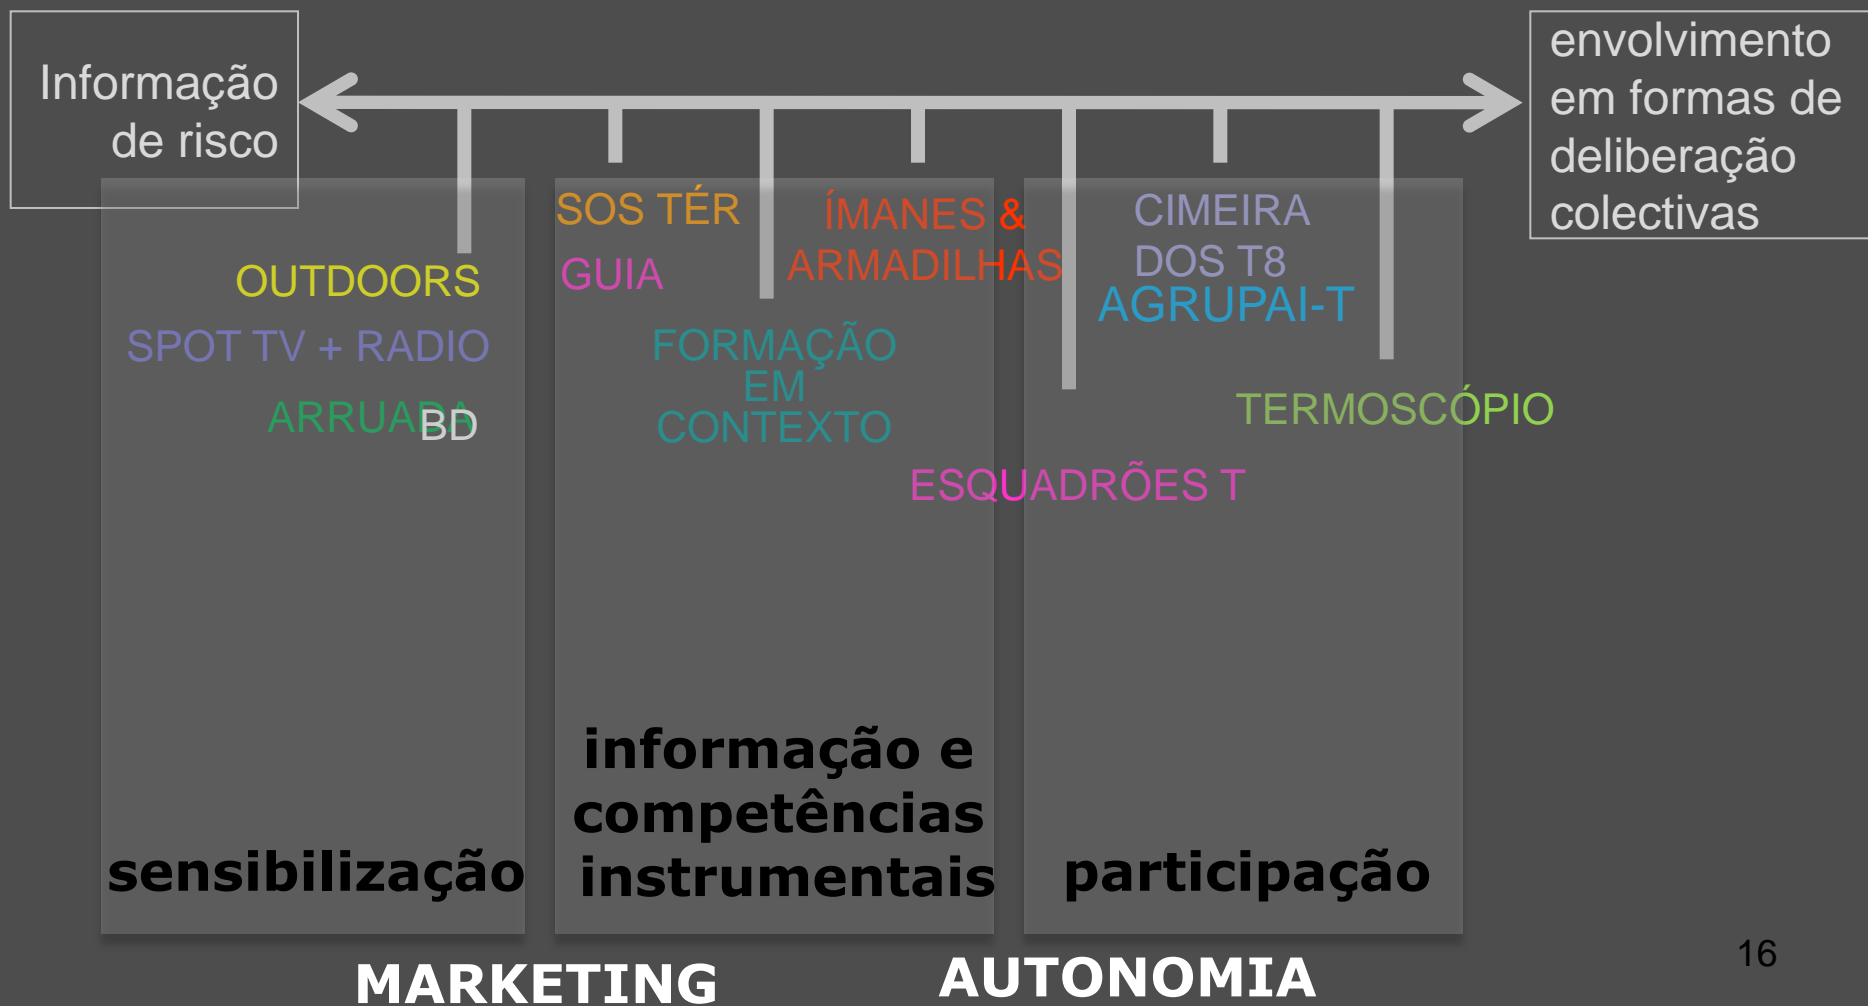 Informação
de risco
envolvimento
em formas de
deliberação
colectivas
OUTDOORS
SPOT TV + RADIO
ARRUADA
BD
SOS TÉR
GUIA
FORMAÇÃO
EM
CONTEXTO
ÍMANES &
ARMADILHAS
ESQUADRÕES T
CIMEIRA
DOS T8
AGRUPAI-T
TERMOSCÓPIO
sensibilização
informação e
competências
instrumentais
participação
MARKETING
AUTONOMIA
16